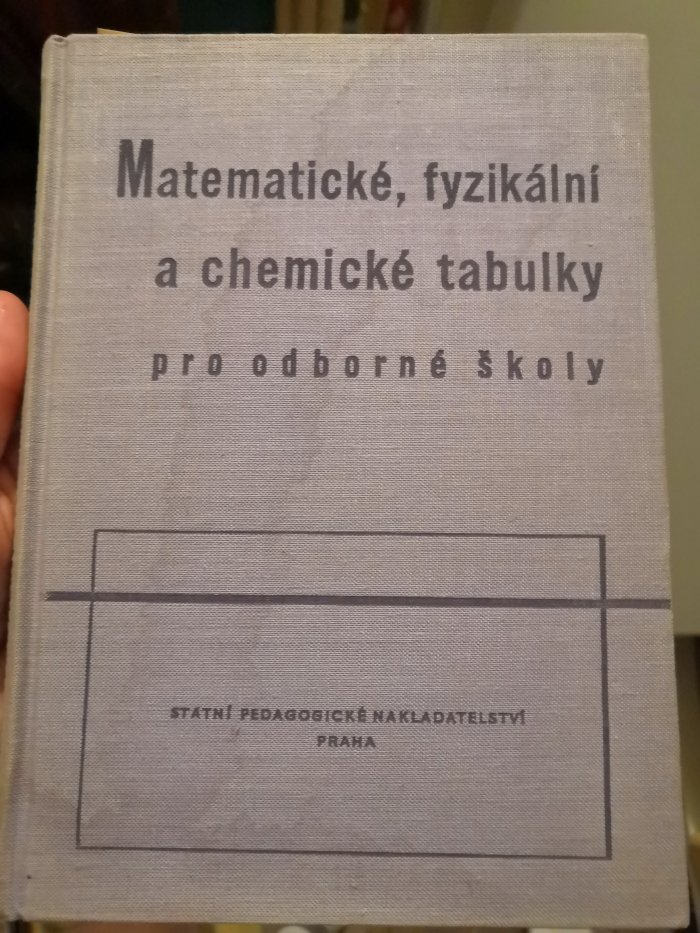 Matematické, fyzikální
a chemické tabulky
pro odborné školy
STÁTNÍ PEDAGOGICKÉ NAKLADATELSTVÍ
PRAHA